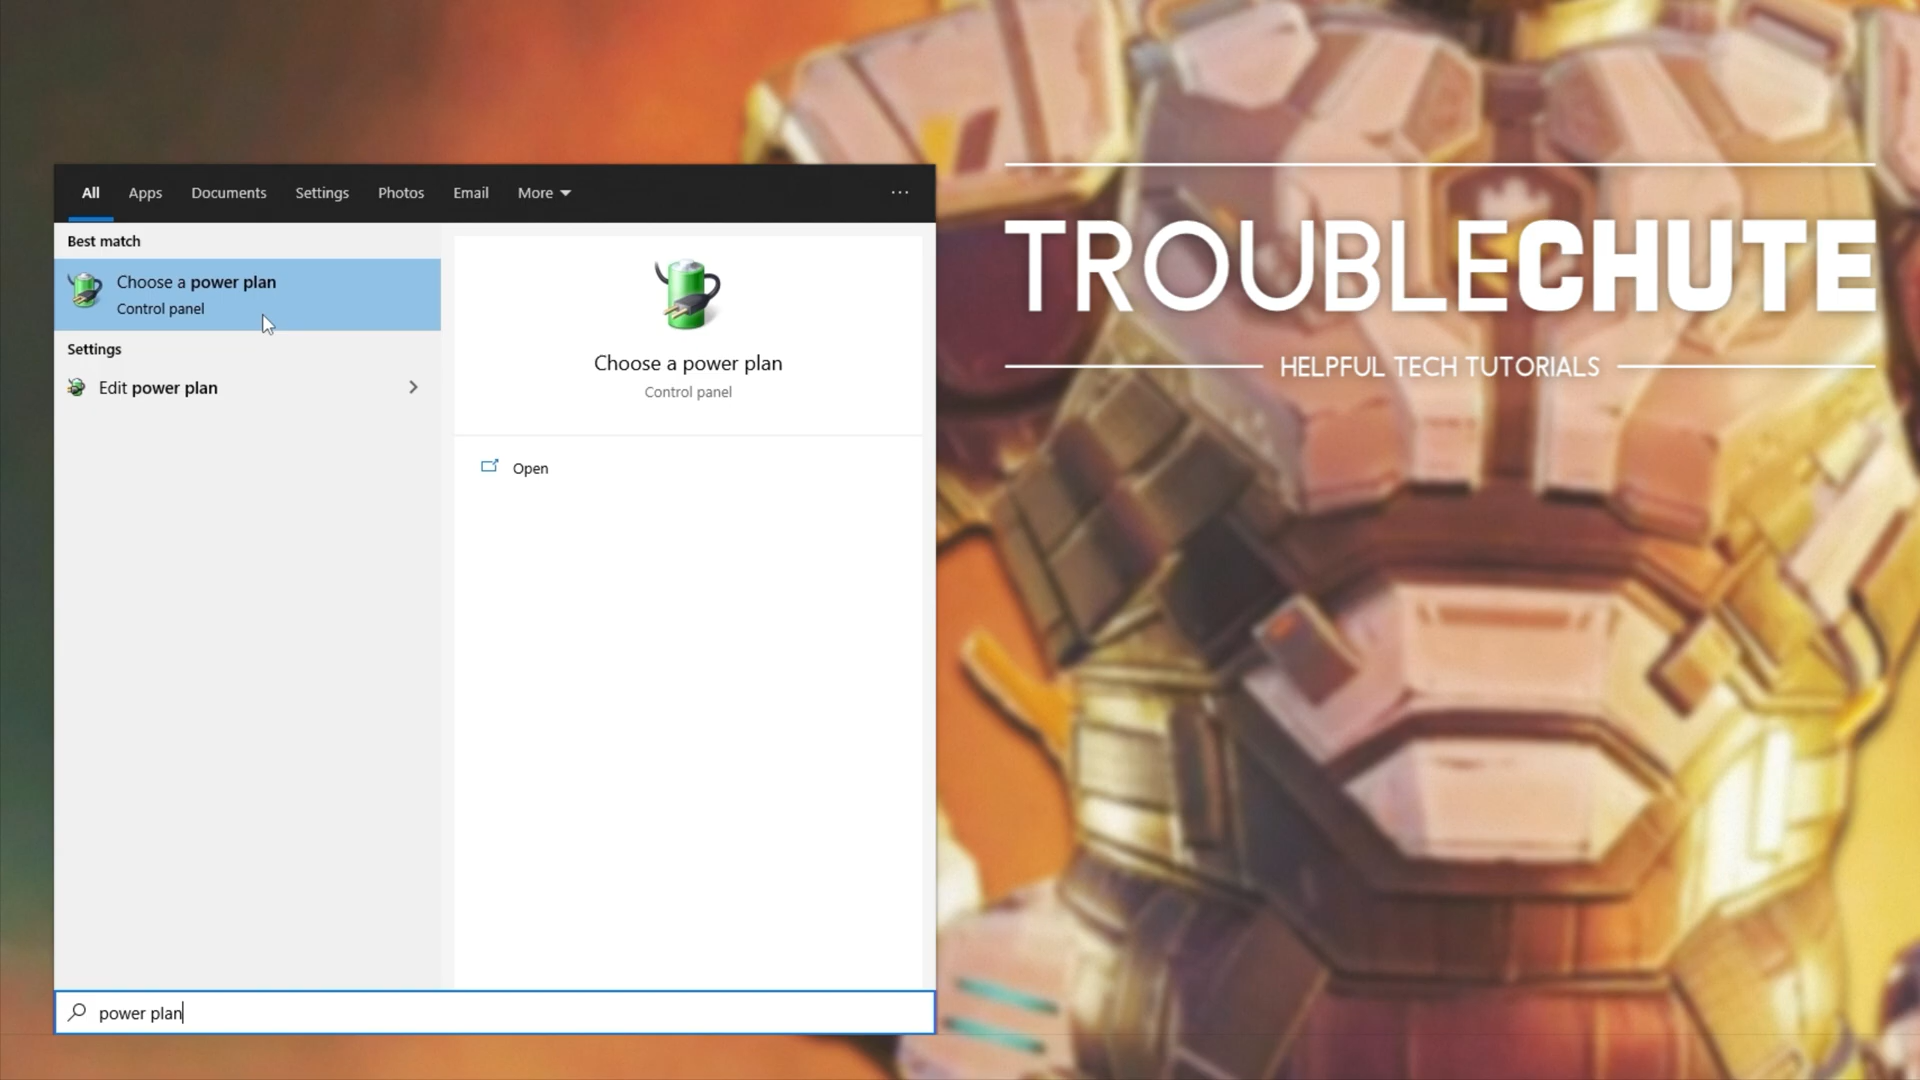 All Apps Documents Settings Photos Email More ...
Best match
Choose a power plan
Control panel
Settings
Edit power plan
Choose a power plan
Control panel
Open
power plan
TROUBLECHUTE
HELPFUL TECH TUTORIALS